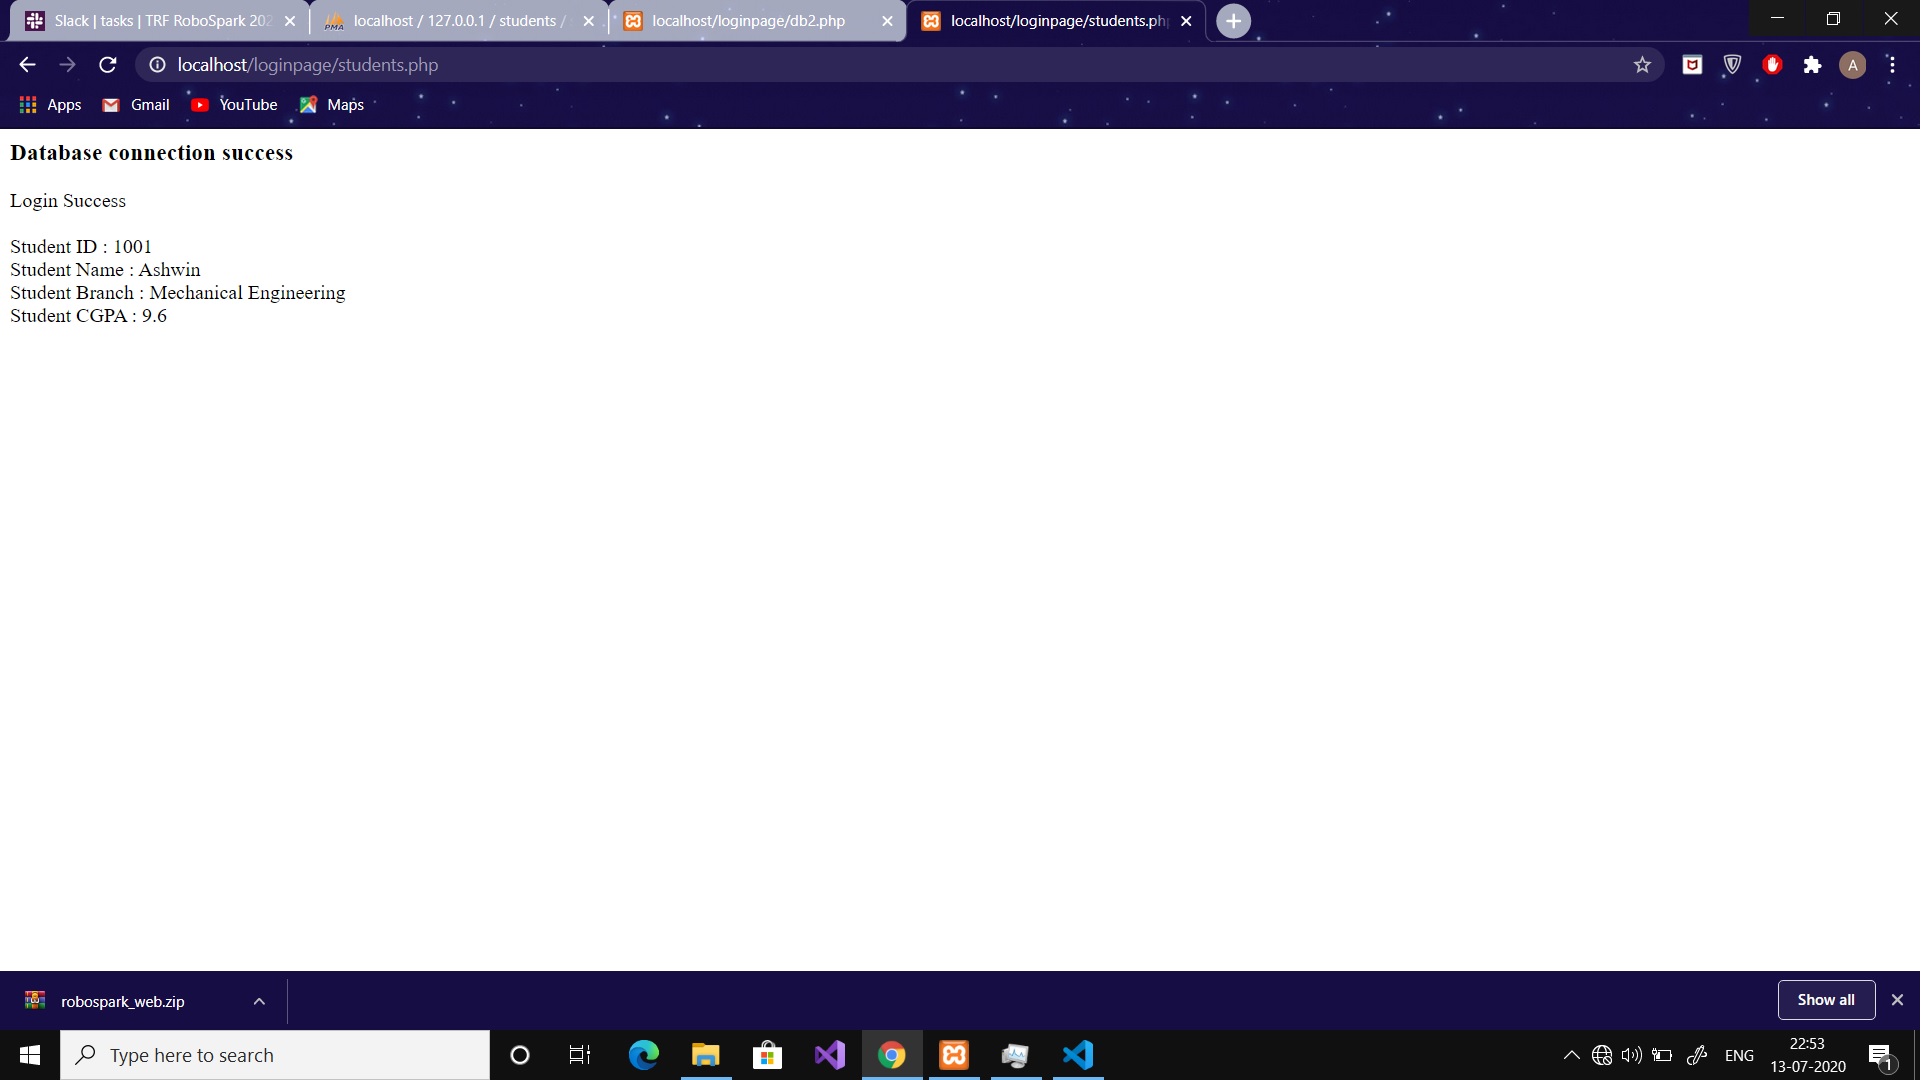 Slack | tasks | TRF RoboSpark 202
localhost / 127.0.0.1 / students /
localhost/loginpage/db2.php
localhost/loginpage/students.php
localhost/loginpage/students.php
A
Apps
Gmail
YouTube
Maps
Database connection success
Login Success
Student ID : 1001
Student Name : Ashwin
Student Branch : Mechanical Engineering
Student CGPA : 9.6
robospark_web.zip
Show all
Type here to search
ENG
22:53
13-07-2020
1